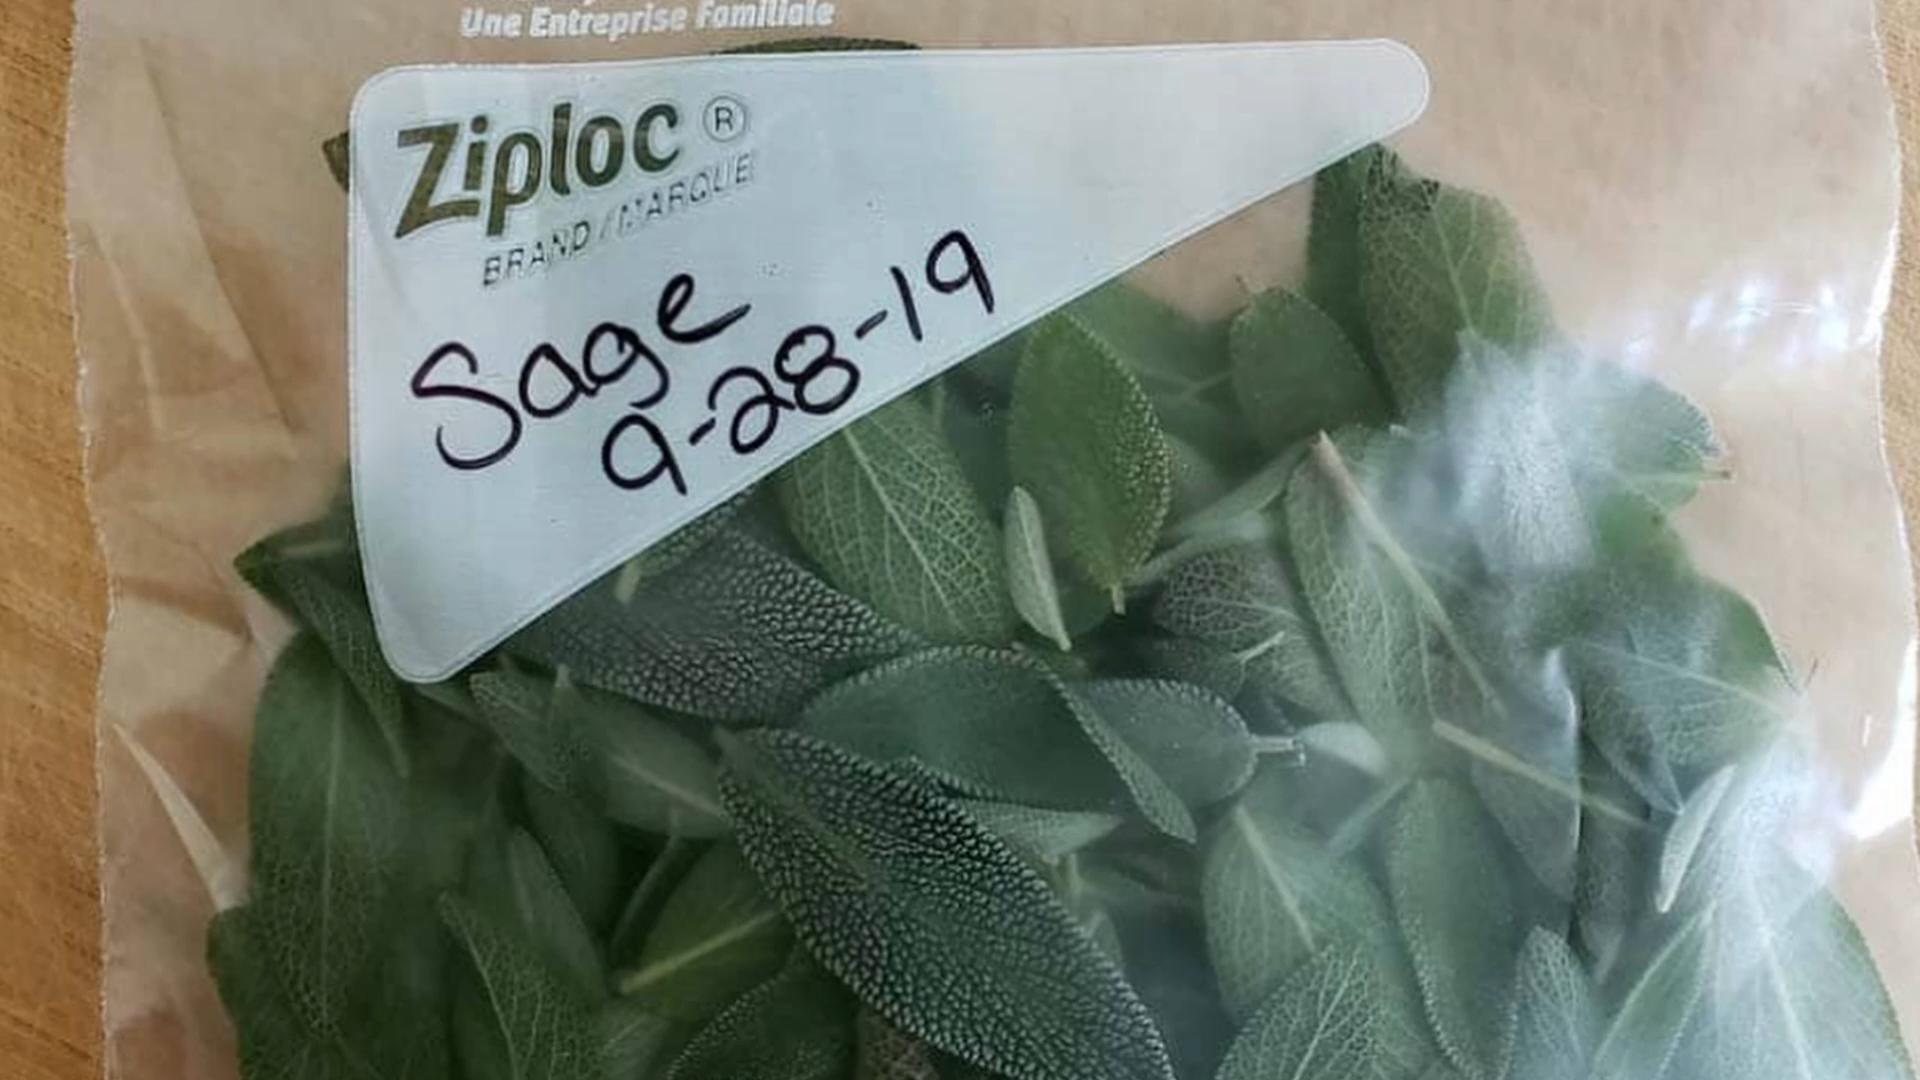 Une Entreprise Familiale
Ziploc ®
BRAND / MARQUE
Sage
9-28-19